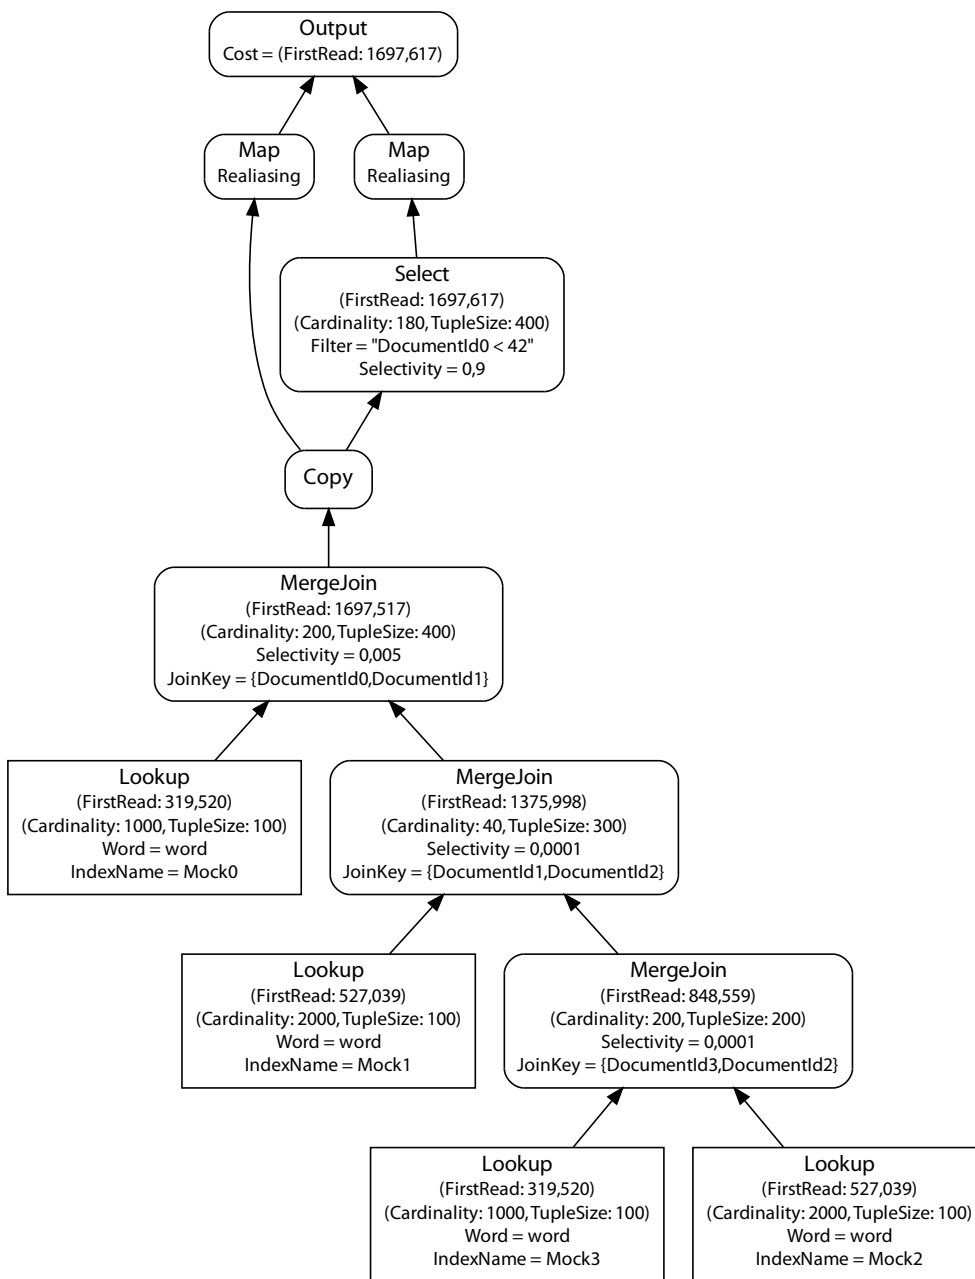 Output
Cost = (FirstRead: 1697,617)
Map
Realiasing
Map
Realiasing
Select
(FirstRead: 1697,617)
(Cardinality: 180, TupleSize: 400)
Filter = "DocumentId0 < 42"
Selectivity = 0,9
Copy
MergeJoin
(FirstRead: 1697,517)
(Cardinality: 200, TupleSize: 400)
Selectivity = 0,005
JoinKey = {DocumentId0,DocumentId1}
Lookup
(FirstRead: 319,520)
(Cardinality: 1000, TupleSize: 100)
Word = word
IndexName = Mock0
MergeJoin
(FirstRead: 1375,998)
(Cardinality: 40, TupleSize: 300)
Selectivity = 0,0001
JoinKey = {DocumentId1,DocumentId2}
Lookup
(FirstRead: 527,039)
(Cardinality: 2000, TupleSize: 100)
Word = word
IndexName = Mock1
MergeJoin
(FirstRead: 848,559)
(Cardinality: 200, TupleSize: 200)
Selectivity = 0,0001
JoinKey = {DocumentId3,DocumentId2}
Lookup
(FirstRead: 319,520)
(Cardinality: 1000, TupleSize: 100)
Word = word
IndexName = Mock3
Lookup
(FirstRead: 527,039)
(Cardinality: 2000, TupleSize: 100)
Word = word
IndexName = Mock2